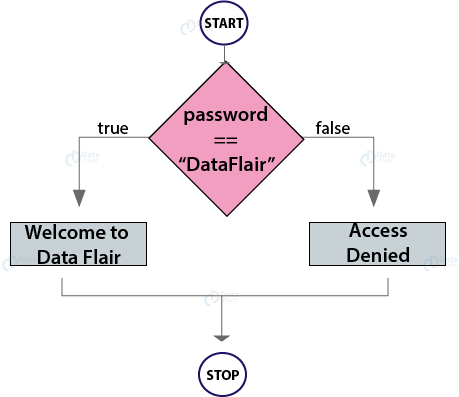 START
password
==
“DataFlair”
true
false
Welcome to
Data Flair
Access
Denied
STOP